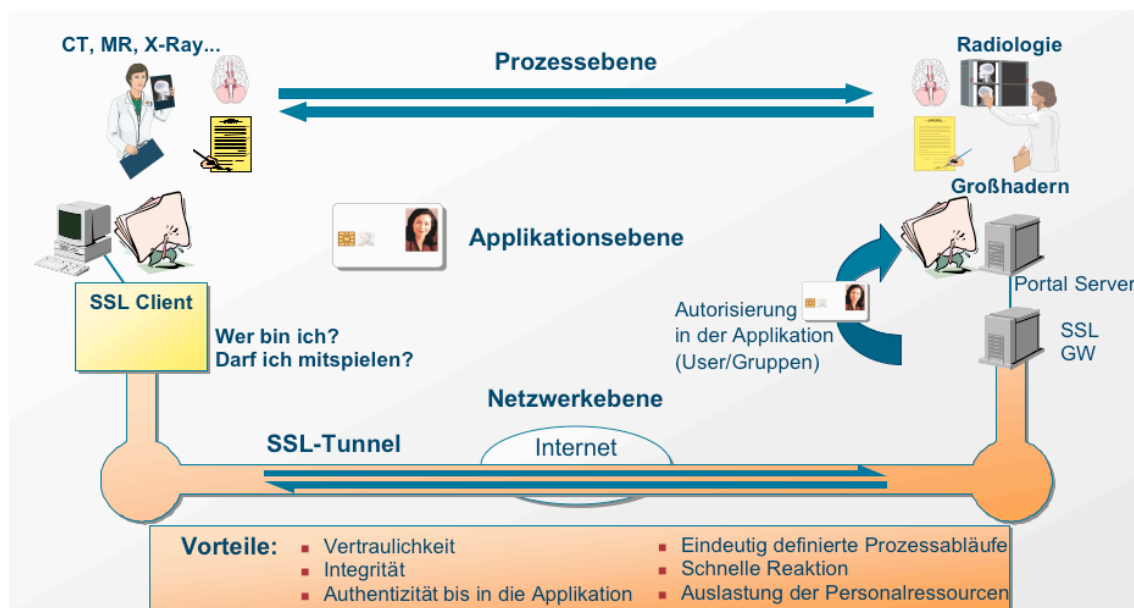 CT, MR, X-Ray...
Prozessebene
Radiologie
Großhadern
Applikationsebene
Portal Server
SSL Client
Wer bin ich?
Darf ich mitspielen?
Autorisierung
in der Applikation
(User/Gruppen)
SSL
GW
Netzwerkebene
SSL-Tunnel
Internet
Vorteile:
Vertraulichkeit
Integrität
Authentizität bis in die Applikation
Eindeutig definierte Prozessabläufe
Schnelle Reaktion
Auslastung der Personalressourcen